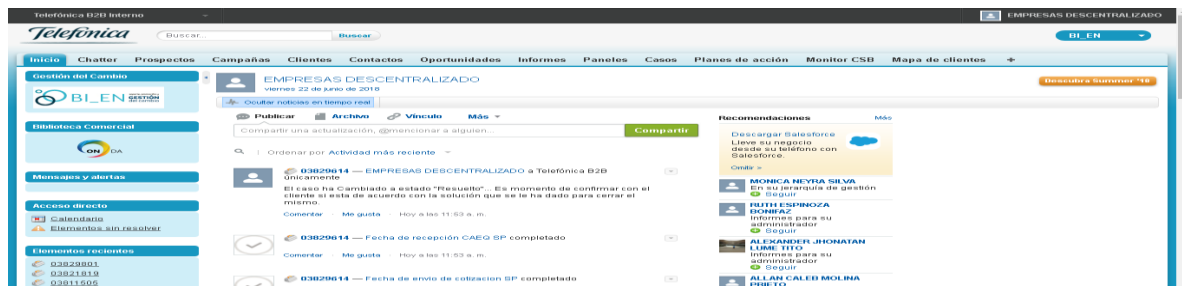 Telefónica B2B Interno
EMPRESAS DESCENTRALIZADO
Telefónica
Buscar...
Buscar
BI_EN
Inicio Chatter Prospectos Campañas Clientes Contactos Oportunidades Informes Paneles Casos Planes de acción Monitor CSB Mapa de clientes +
Gestión del Cambio
BI_EN
Biblioteca Comercial
ON DA
Mensajes y alertas
Acceso directo
Calendario
Elementos sin resolver
Elementos recientes
03829801
03821819
03811505
EMPRESAS DESCENTRALIZADO
viernes 22 de junio de 2018
Descubra Summer '18
Ocultar noticias en tiempo real
Publicar Archivo Vínculo Más
Compartir una actualización, @mencionar a alguien...
Compartir
Ordenar por Actividad más reciente
03829614 — EMPRESAS DESCENTRALIZADO a Telefónica B2B
únicamente
El caso ha Cambiado a estado "Resuelto"... Es momento de confirmar con el
cliente si esta de acuerdo con la solución que se le ha dado para cerrar el
mismo.
Comentar · Me gusta · Hoy a las 11:53 a. m.
03829614 — Fecha de recepción CAEQ SP completado
Comentar · Me gusta · Hoy a las 11:53 a. m.
03829614 — Fecha de envio de cotizacion SP completado
Recomendaciones
Más
Descargar Salesforce
Lleve su negocio
desde su teléfono con
Salesforce.
Omitir »
MONICA NEYRA SILVA
En su jerarquía de gestión
Seguir
RUTH ESPINOZA
BONIFAZ
Informes para su
administrador
Seguir
ALEXANDER JHONATAN
LUME TITO
Informes para su
administrador
Seguir
ALLAN CALEB MOLINA
PRIETO